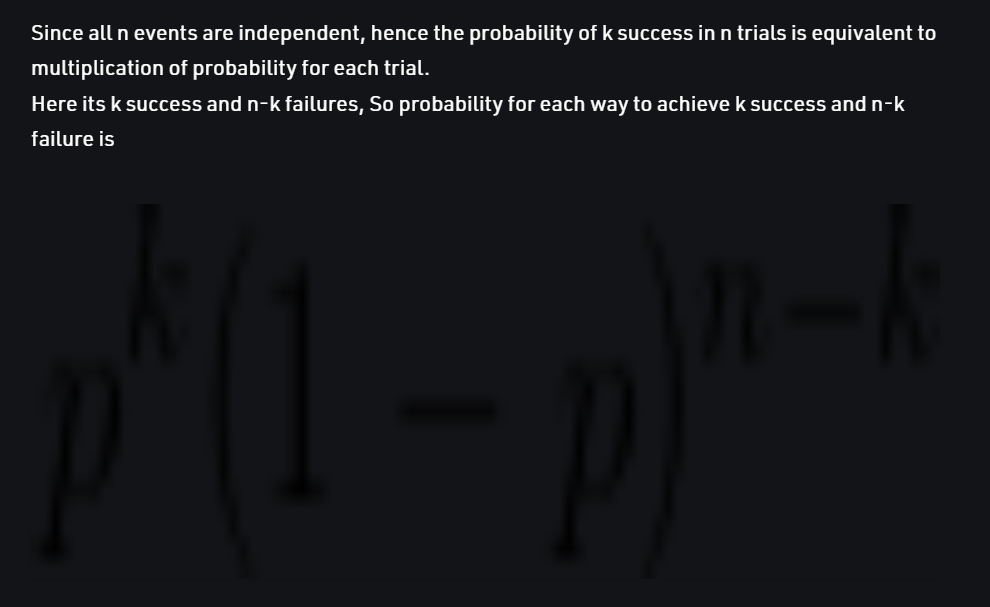 Since all n events are independent, hence the probability of k success in n trials is equivalent to
multiplication of probability for each trial.
Here its k success and n-k failures, So probability for each way to achieve k success and n-k
failure is
p^k(1 − p)^{n−k}